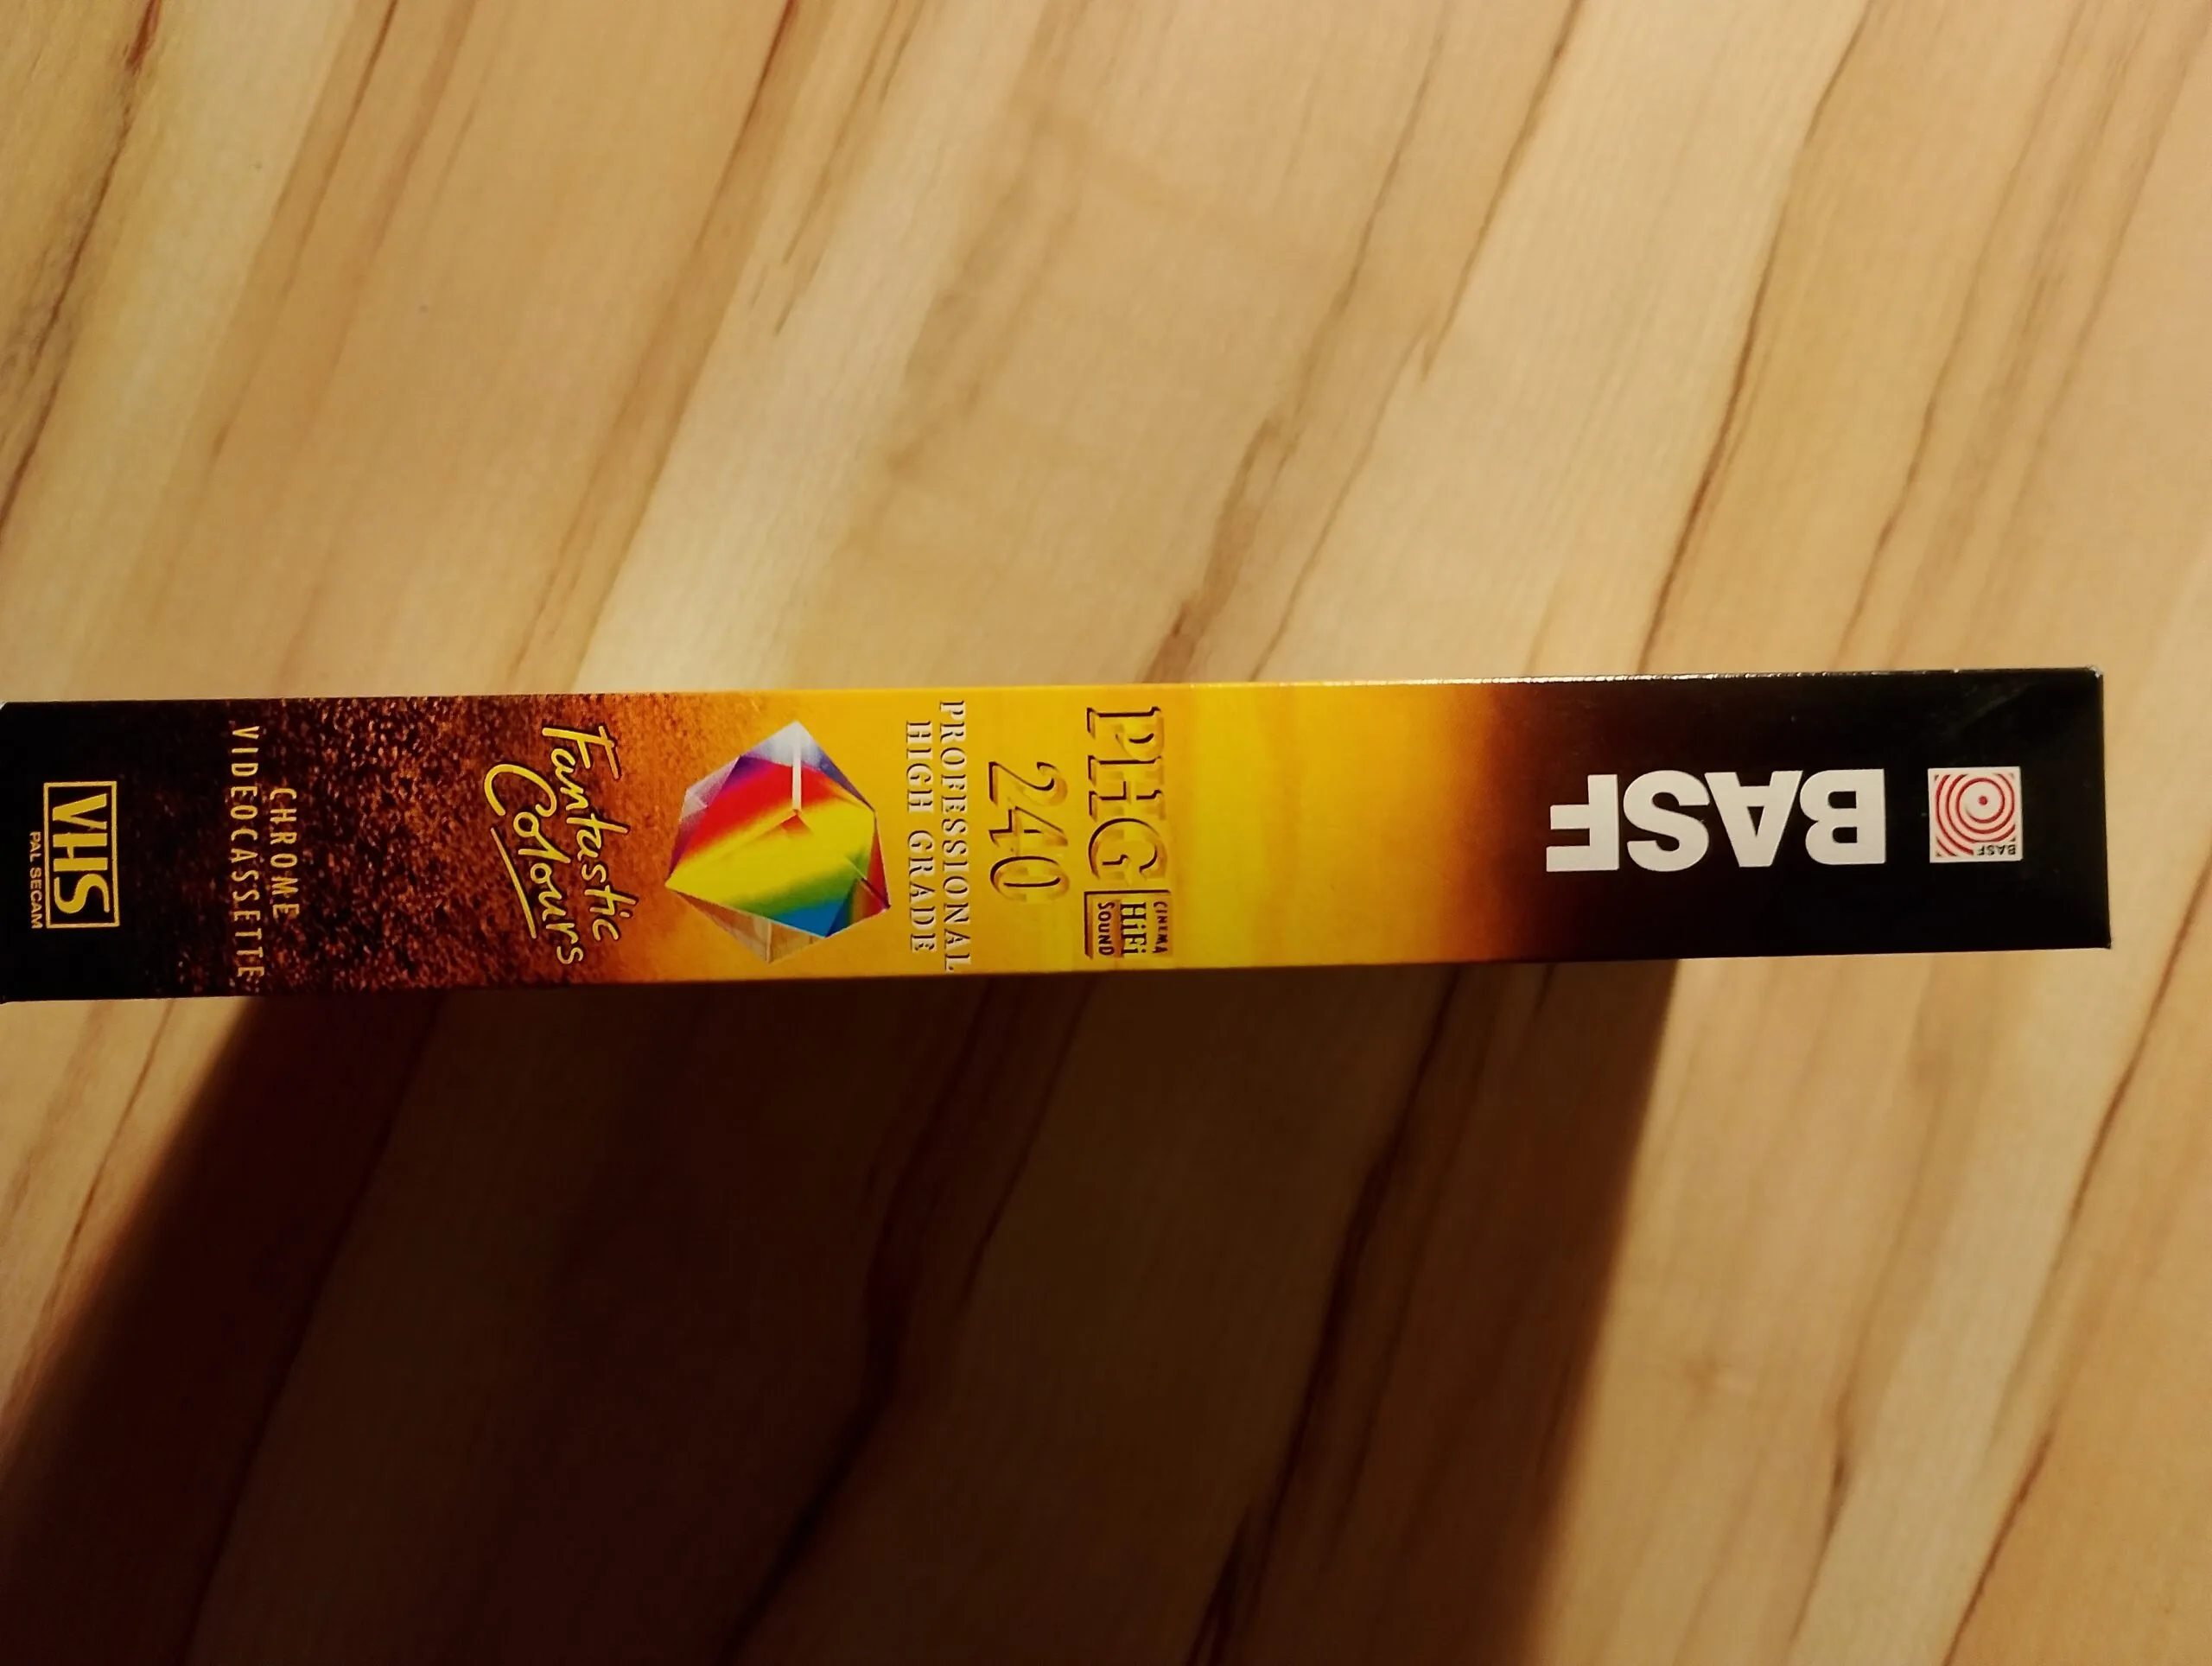 BASF
BASF
PHG
CINEMA
HiFi
SOUND
240
PROFESSIONAL
HIGH GRADE
Fantastic
Colours
CHROME
VIDEOCASSETTE
VHS
PAL SECAM